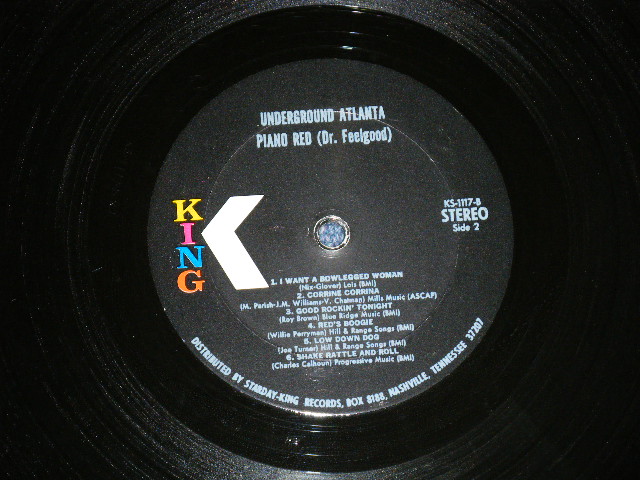 UNDERGROUND ATLANTA
PIANO RED (Dr. Feelgood)
KING
KS-1117-B
STEREO
Side 2
1. I WANT A BOWLEGGED WOMAN
(Nix-Glover) Lois (BMI)
2. CORRINE CORRINA
(M. Parish-J.M. Williams-V. Chatman) Mills Music (ASCAP)
3. GOOD ROCKIN' TONIGHT
(Roy Brown) Blue Ridge Music (BMI)
4. RED'S BOOGIE
(Willie Perryman) Hill & Range Songs (BMI)
5. LOW DOWN DOG
(Joe Turner) Hill & Range Songs (BMI)
6. SHAKE RATTLE AND ROLL
(Charles Calhoun) Progressive Music (BMI)
DISTRIBUTED BY STARDAY-KING RECORDS, BOX 8188, NASHVILLE, TENNESSEE 37207